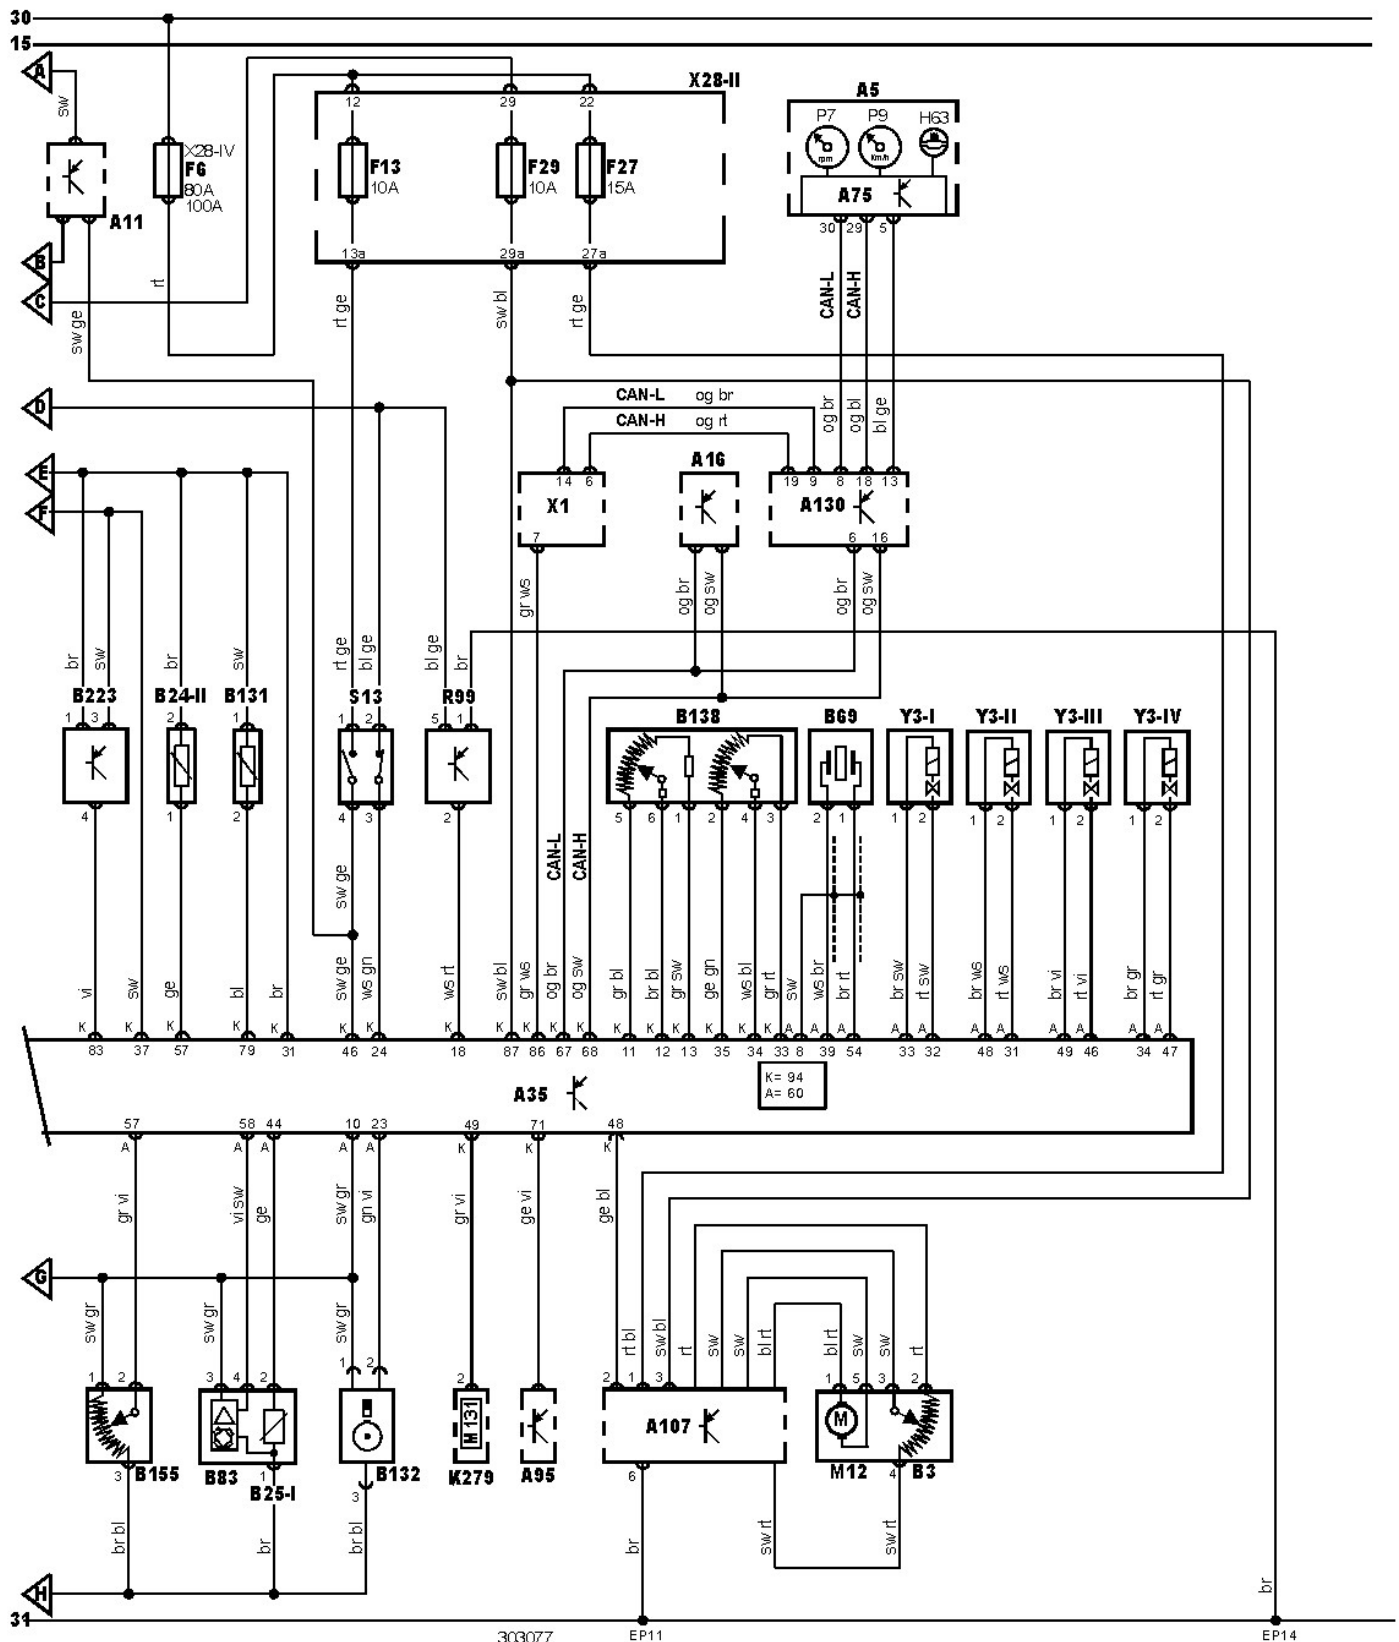 30
15
A
sw
X28-IV
F6
80A
100A
A11
B
C
rt
sw ge
X28-II
12 29 22
F13
10A
F29
10A
F27
15A
13a 29a 27a
rt ge
sw bl
rt ge
A5
P7 P9 H63
rpm Km/h
A75
30 29 5
CAN-L
CAN-H
og br
og bl
bl ge
D
CAN-L og br
CAN-H og rt
E
F
14 6
X1
7
A16
19 9 8 18 13
A130
6 16
gr ws
og br
og sw
og br
og sw
br
sw
br
sw
rt ge
bl ge
bl ge
br
B223 B24-II B131 S13 R99 B138 B69 Y3-I Y3-II Y3-III Y3-IV
1 3 2 1 1 2 5 1
4 1 2 4 3 2 5 6 1 2 4 3 2 1 1 2 1 2 1 2 1 2
CAN-L
CAN-H
sw ge
vi
sw
ge
bl
br
sw ge
ws gn
ws rt
sw bl
gr ws
og br
og sw
gr bl
br bl
gr sw
ge gn
ws bl
gr rt
sw
ws br
br rt
br sw
rt sw
br ws
rt ws
br vi
rt vi
br gr
rt gr
K K K K K K K K K K K K K K K K K K A A A A A A A A A A A
83 37 57 79 31 46 24 18 87 86 67 68 11 12 13 35 34 33 8 39 54 33 32 48 31 49 46 34 47
A35
K= 94
A= 60
57 58 44 10 23 49 71 48
A A A A A K K K
gr vi
vi sw
ge
sw gr
gn vi
gr vi
ge vi
ge bl
G
sw gr
sw gr
sw gr
rt bl
sw bl
rt
sw
sw
bl rt
bl rt
sw
sw
rt
1 2 3 4 2 1 2 2 2 1 3 1 5 3 2
M 131
A107
M
B155
3
B83
1
B25-I
B132
3
K279
A95
6
M12
4
B3
br bl
br
br bl
br
sw rt
sw rt
br
H
31
303077
EP11
EP14